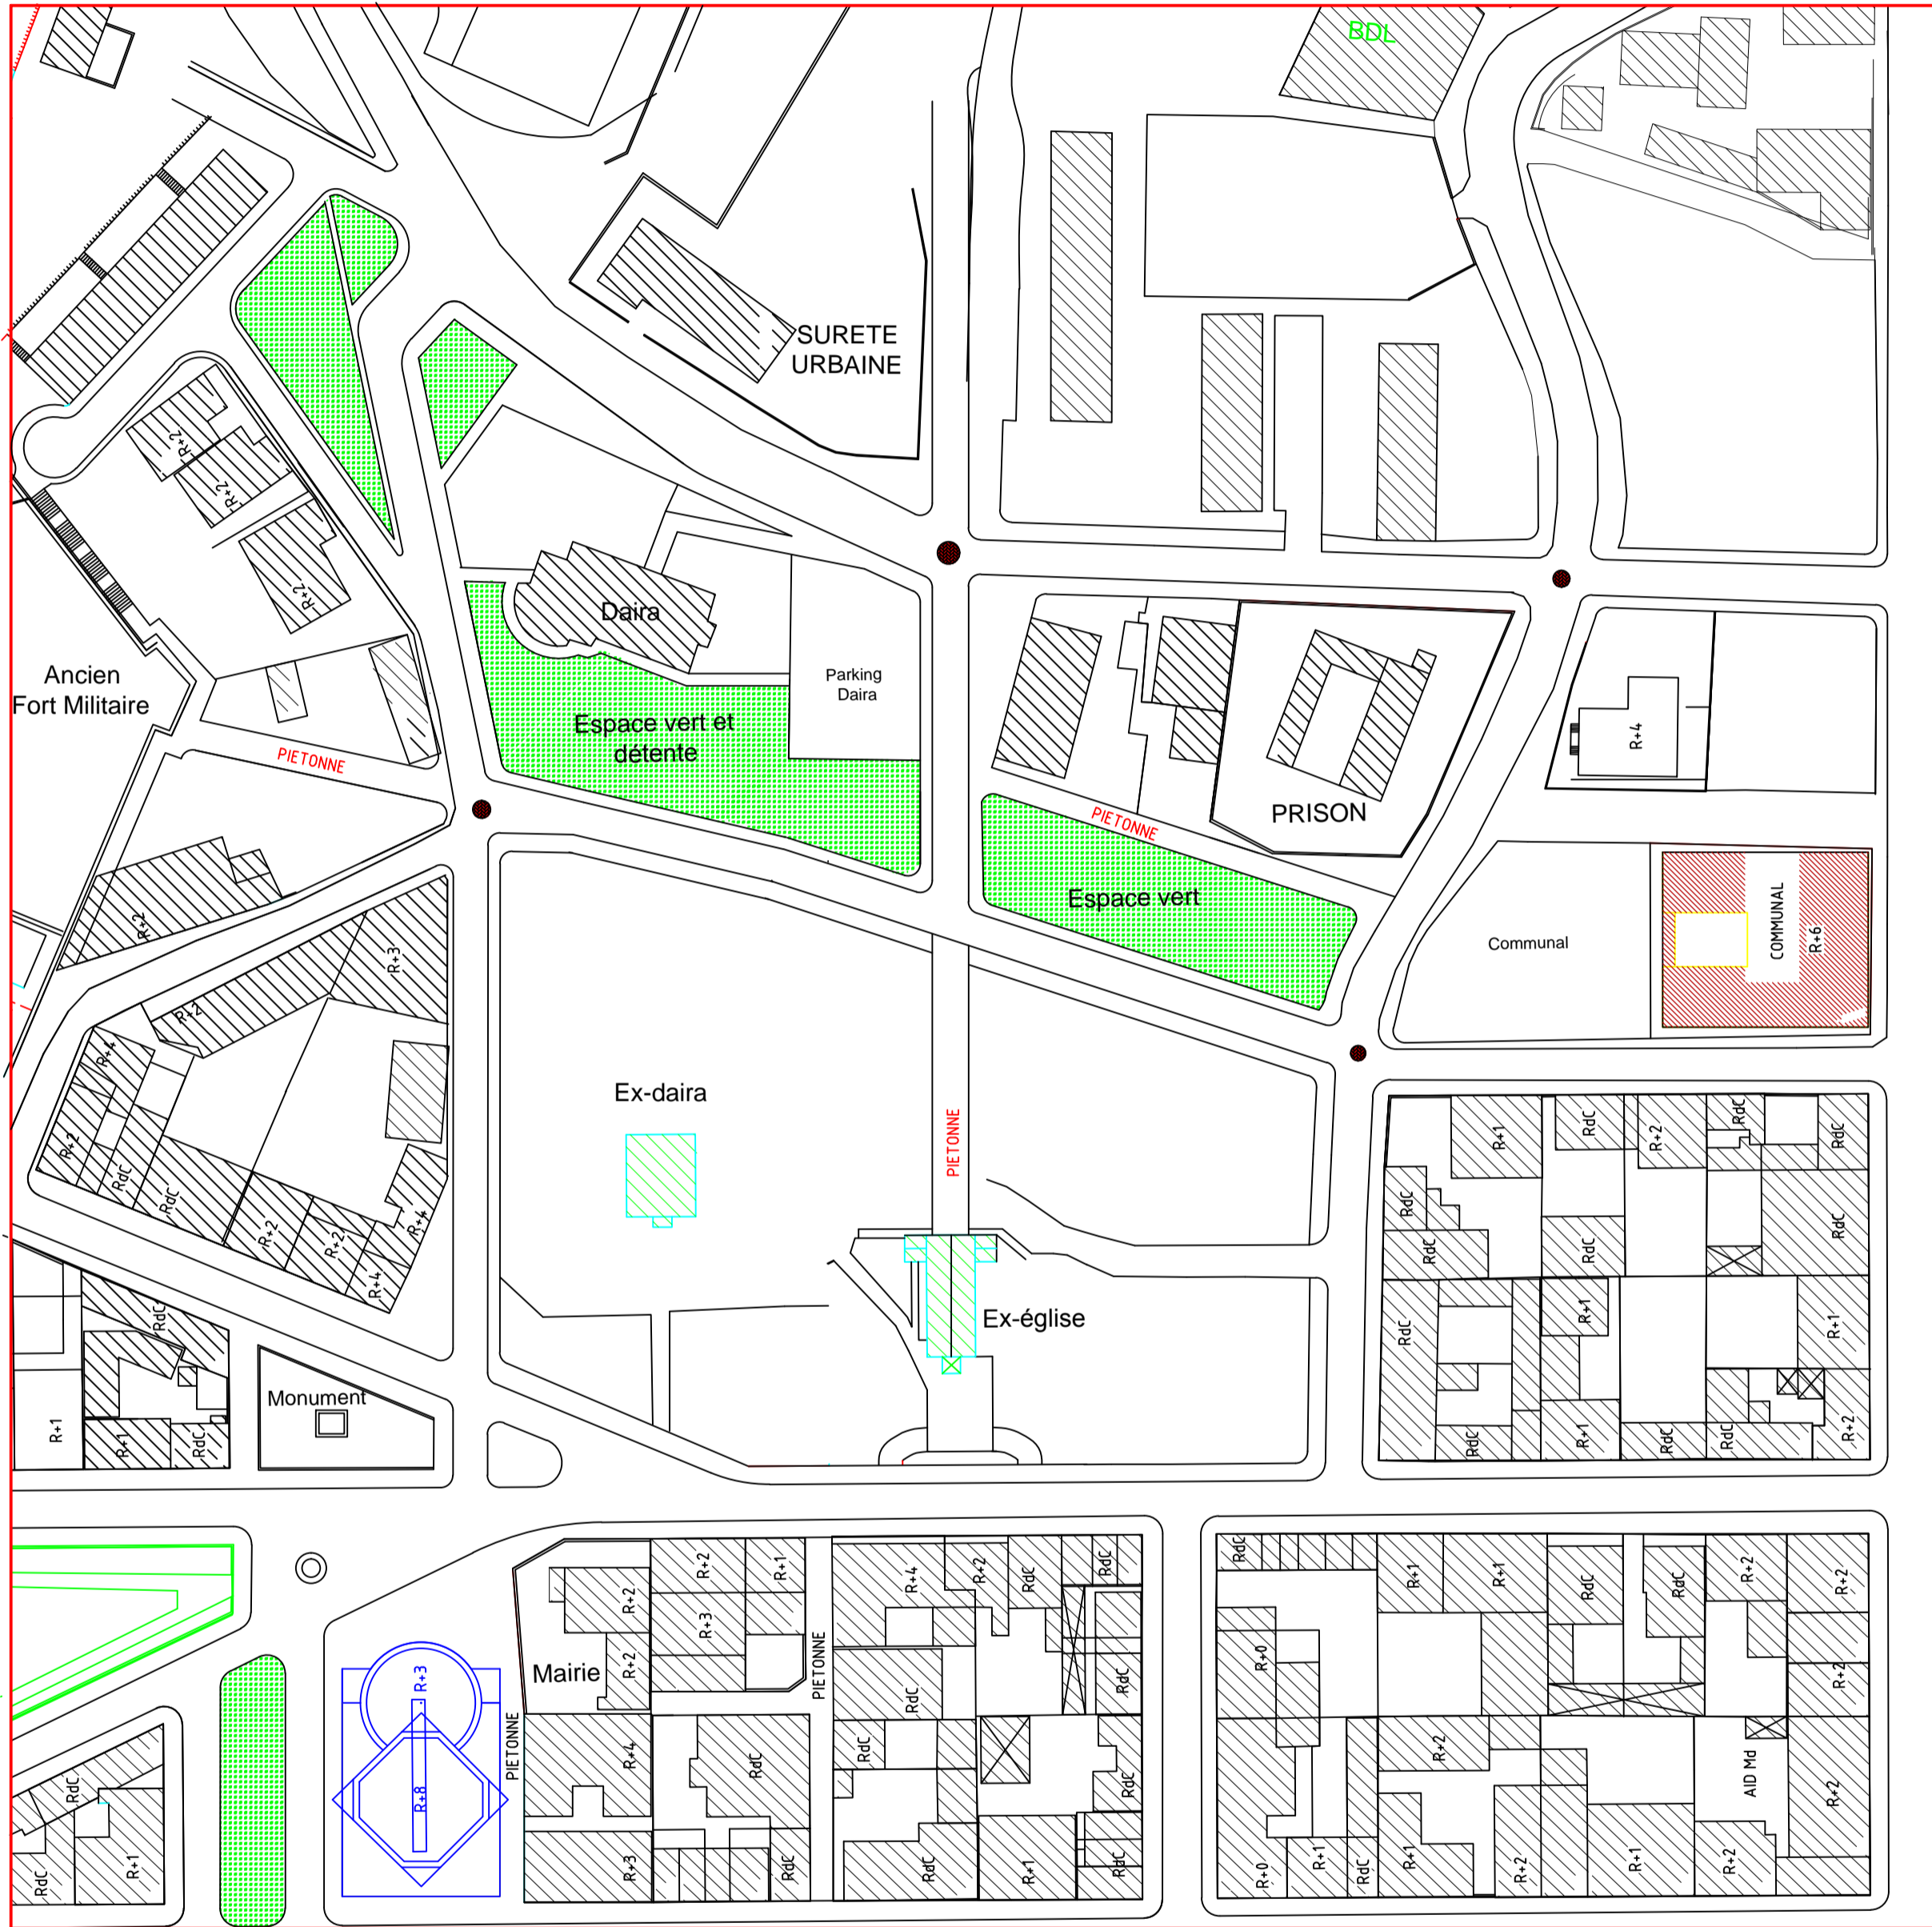 BDL
SURETE
URBAINE
R+2
R+2
R+2
Daira
Ancien
Fort Militaire
Parking
Daira
Espace vert et
détente
PIETONNE
R+4
PRISON
PIETONNE
Espace vert
R+2
R+3
Communal
COMMUNAL
R+6
R+2
R+4
Ex-daira
PIETONNE
R+2
RdC
RdC
R+2
R+2
R+4
R+4
R+1
RdC
R+2
RdC
RdC
RdC
RdC
RdC
RdC
RdC
Ex-église
RdC
RdC
R+1
R+1
Monument
R+1
R+1
RdC
RdC
R+1
RdC
RdC
R+2
R+2
R+1
R+4
R+2
RdC
RdC
RdC
R+1
R+1
RdC
RdC
R+2
R+2
R+2
R+3
Mairie
R+2
PIETONNE
RdC
RdC
R+0
R+2
R+3
PIETONNE
R+4
RdC
RdC
RdC
R+2
AID Md
R+2
RdC
R+8
RdC
R+1
R+3
RdC
RdC
R+1
RdC
R+0
R+1
RdC
R+1
R+2
R+1
R+2